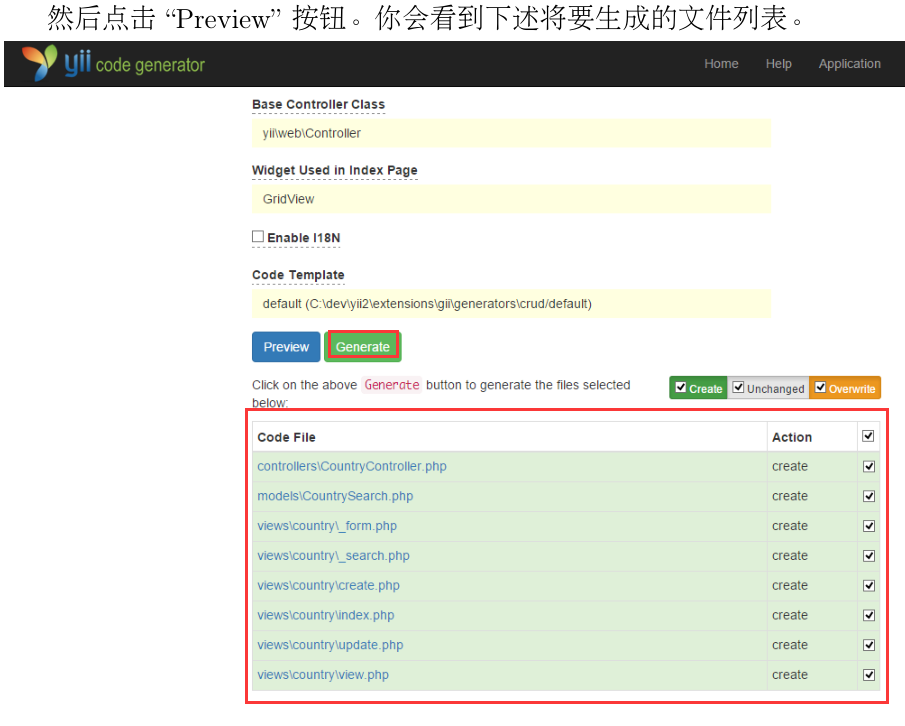 然后点击 “Preview” 按钮。你会看到下述将要生成的文件列表。
yii code generator Home Help Application
Base Controller Class
yii\web\Controller
Widget Used in Index Page
GridView
Enable I18N
Code Template
default (C:\dev\yii2\extensions\gii\generators\crud/default)
Preview Generate
Click on the above Generate button to generate the files selected
below:
Create Unchanged Overwrite
Code File Action
controllers\CountryController.php create
models\CountrySearch.php create
views\country\_form.php create
views\country\_search.php create
views\country\create.php create
views\country\index.php create
views\country\update.php create
views\country\view.php create